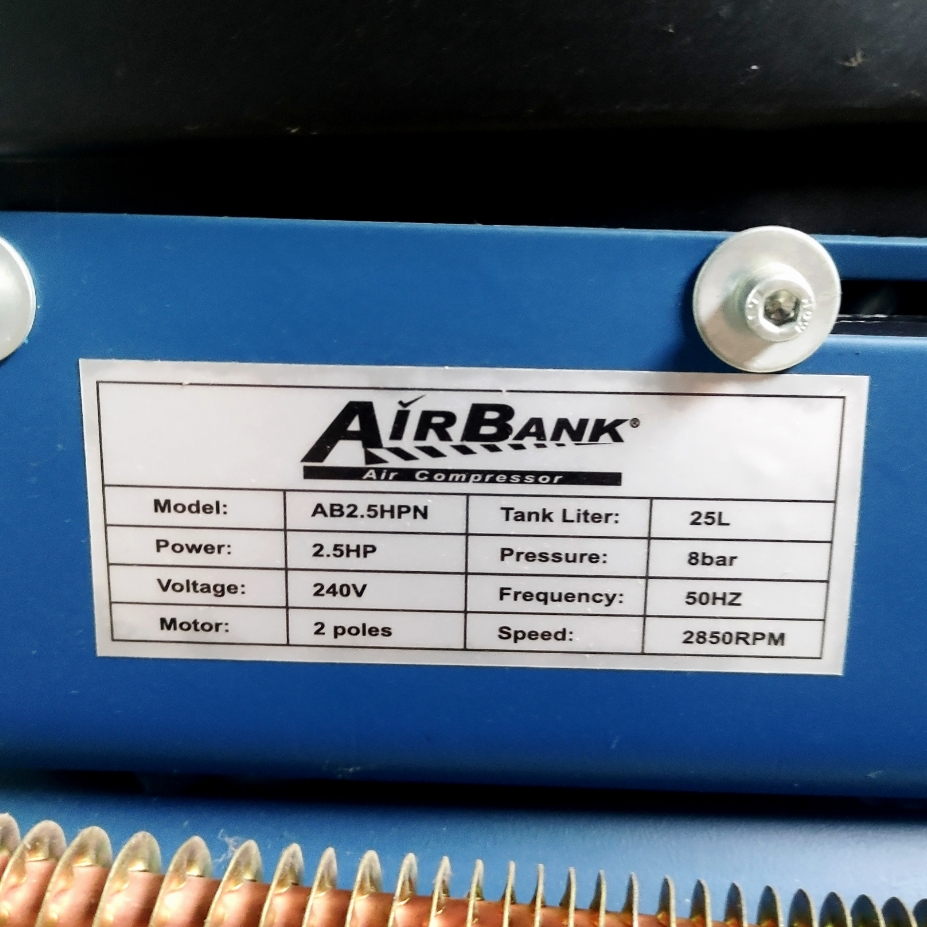 AIRBANK®
Air Compressor
Model: AB2.5HPN Tank Liter: 25L
Power: 2.5HP Pressure: 8bar
Voltage: 240V Frequency: 50HZ
Motor: 2 poles Speed: 2850RPM